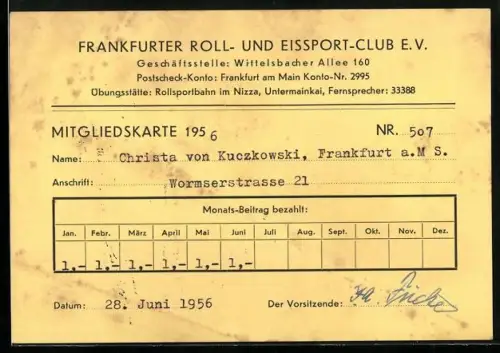 FRANKFURTER ROLL- UND EISSPORT-CLUB E.V.
Geschäftsstelle: Wittelsbacher Allee 160
Postscheck-Konto: Frankfurt am Main Konto-Nr. 2995
Übungsstätte: Rollsportbahn im Nizza, Untermainkai, Fernsprecher: 33388
MITGLIEDSKARTE 1956 NR. 507
Name: Christa von Kuczkowski, Frankfurt a.M S.
Anschrift: Wormserstrasse 21
Monats-Beitrag bezahlt:
Jan. Febr. März April Mai Juni Juli Aug. Sept. Okt. Nov. Dez.
1,- 1,- 1,- 1,- 1,- 1,-
Datum: 28. Juni 1956 Der Vorsitzende: